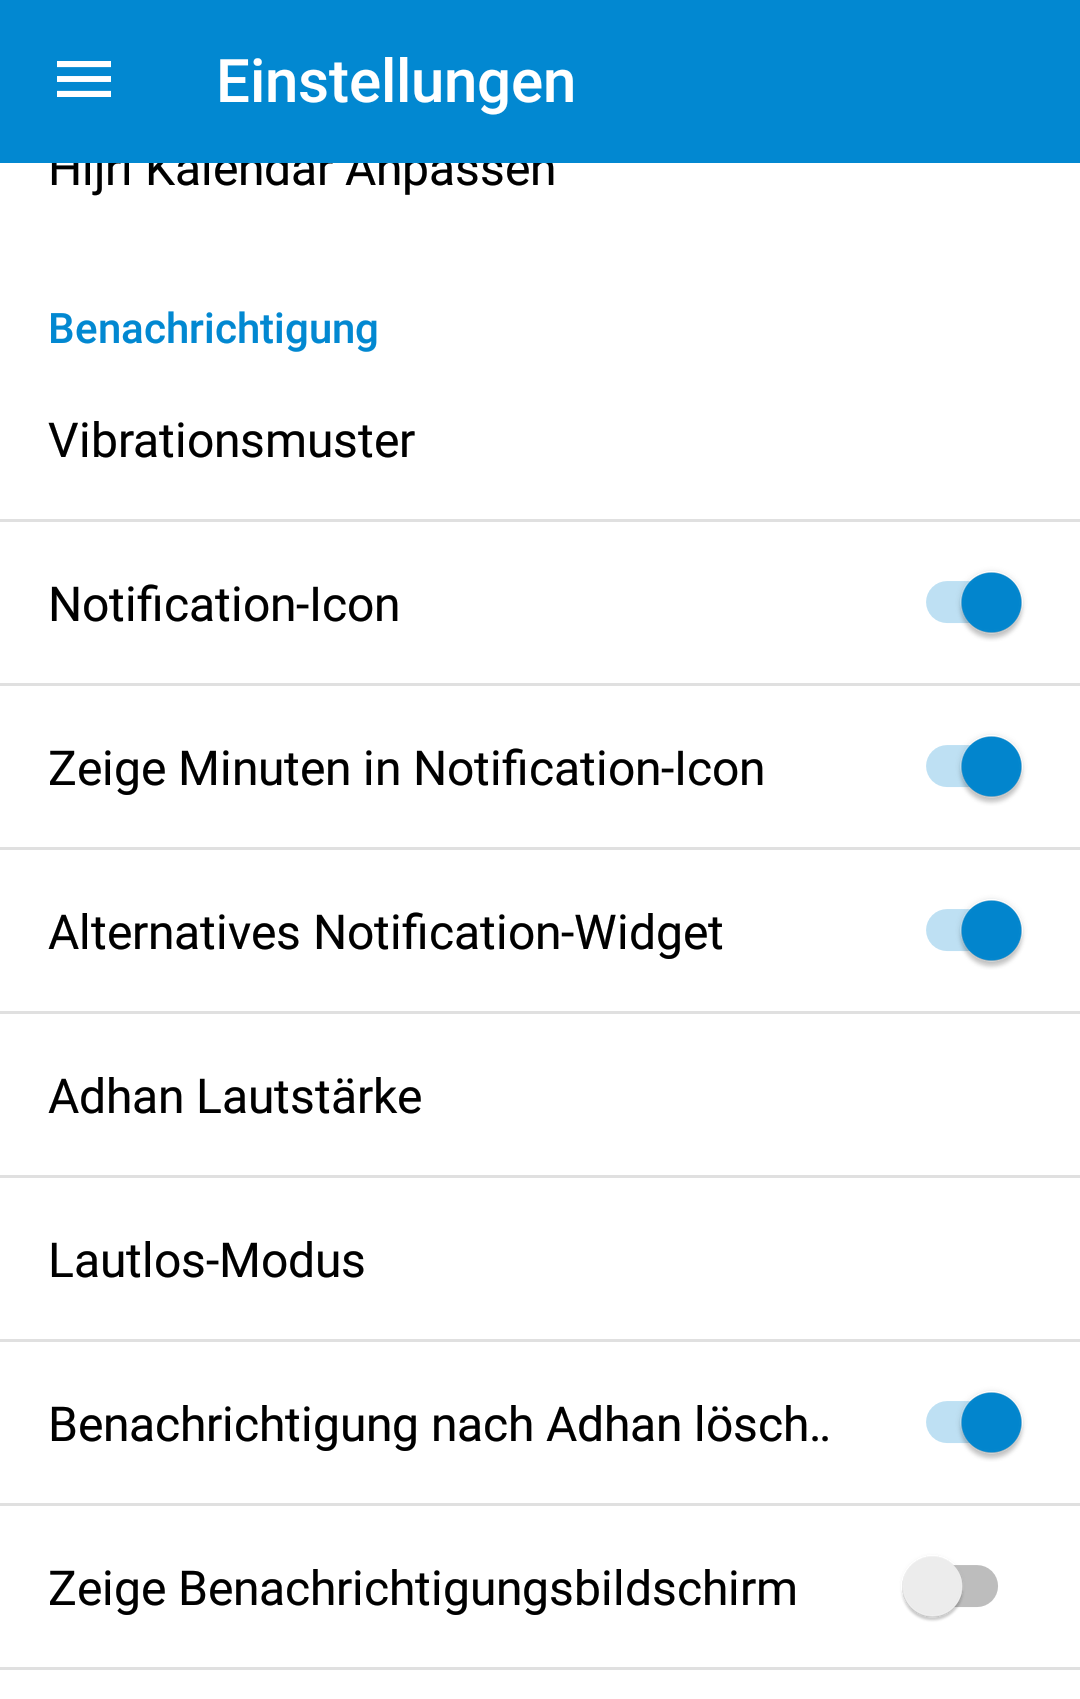 Einstellungen
Hijri Kalendar Anpassen
Benachrichtigung
Vibrationsmuster
Notification-Icon
Zeige Minuten in Notification-Icon
Alternatives Notification-Widget
Adhan Lautstärke
Lautlos-Modus
Benachrichtigung nach Adhan lösch..
Zeige Benachrichtigungsbildschirm